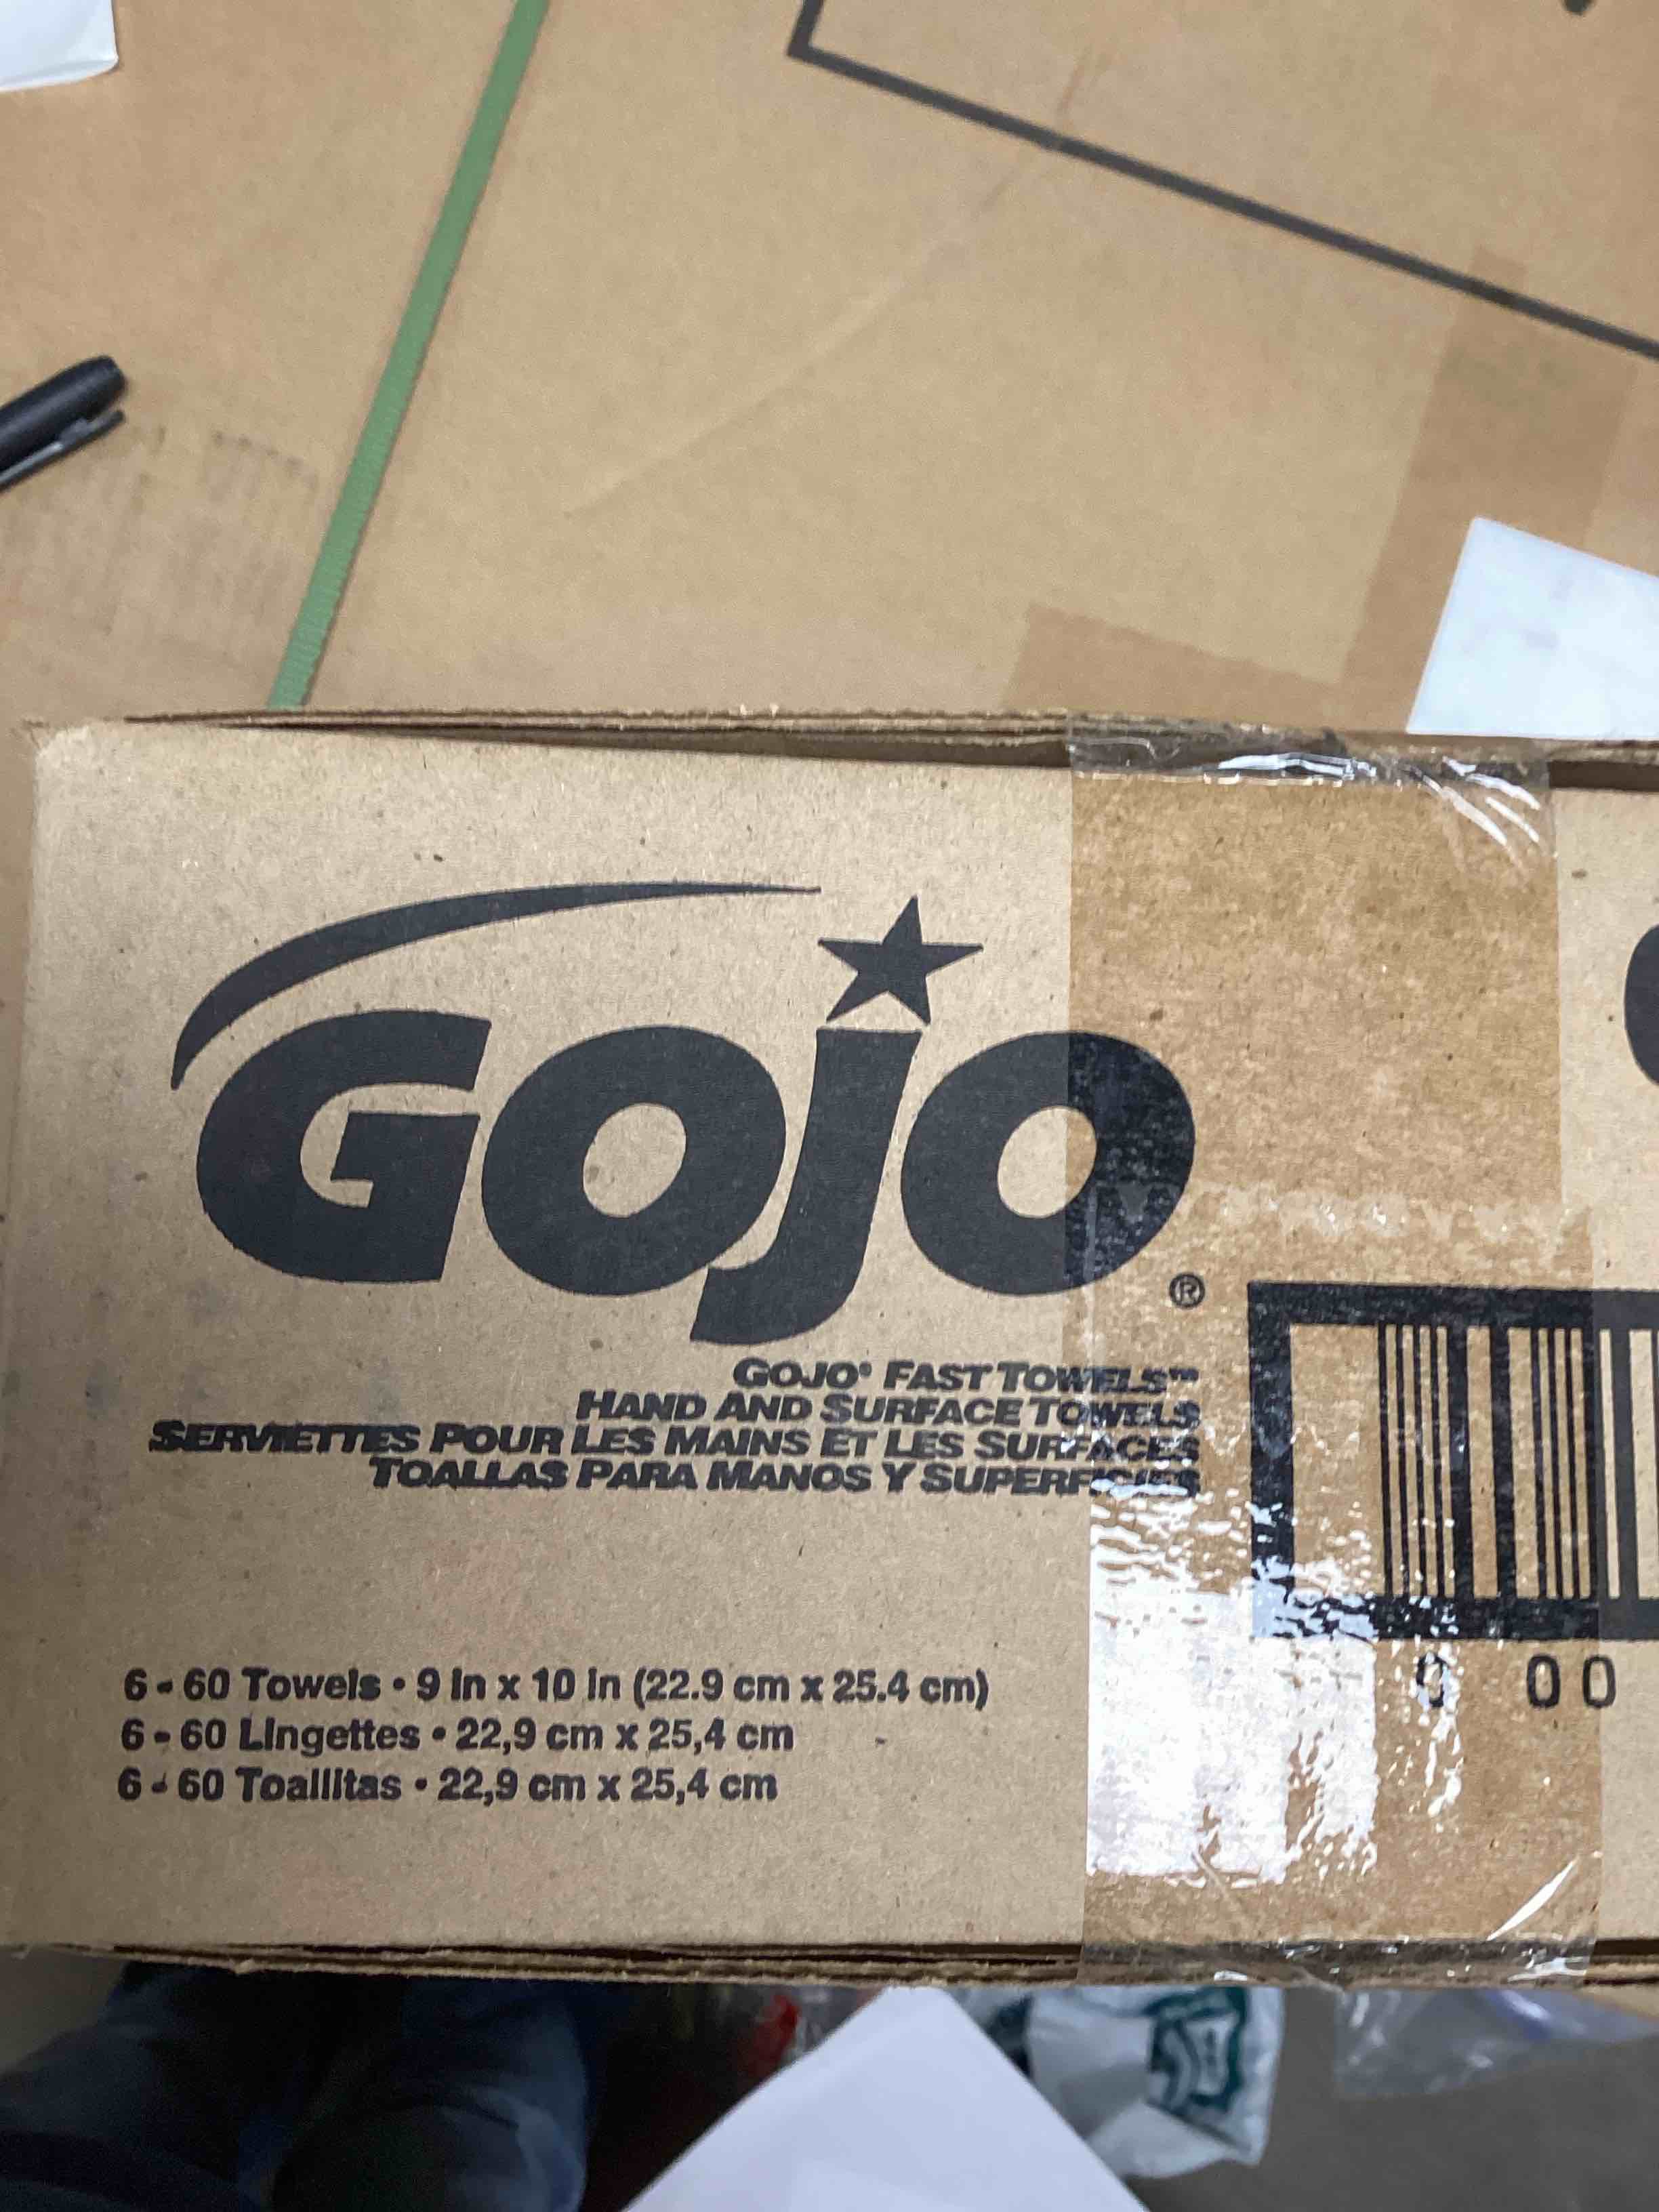 GOJO®
GOJO® FAST TOWELS™
HAND AND SURFACE TOWELS
SERVIETTES POUR LES MAINS ET LES SURFACES
TOALLAS PARA MANOS Y SUPERFICIES
6 - 60 Towels • 9 in x 10 in (22.9 cm x 25.4 cm)
6 - 60 Lingettes • 22,9 cm x 25,4 cm
6 - 60 Toallitas • 22,9 cm x 25,4 cm
0 00